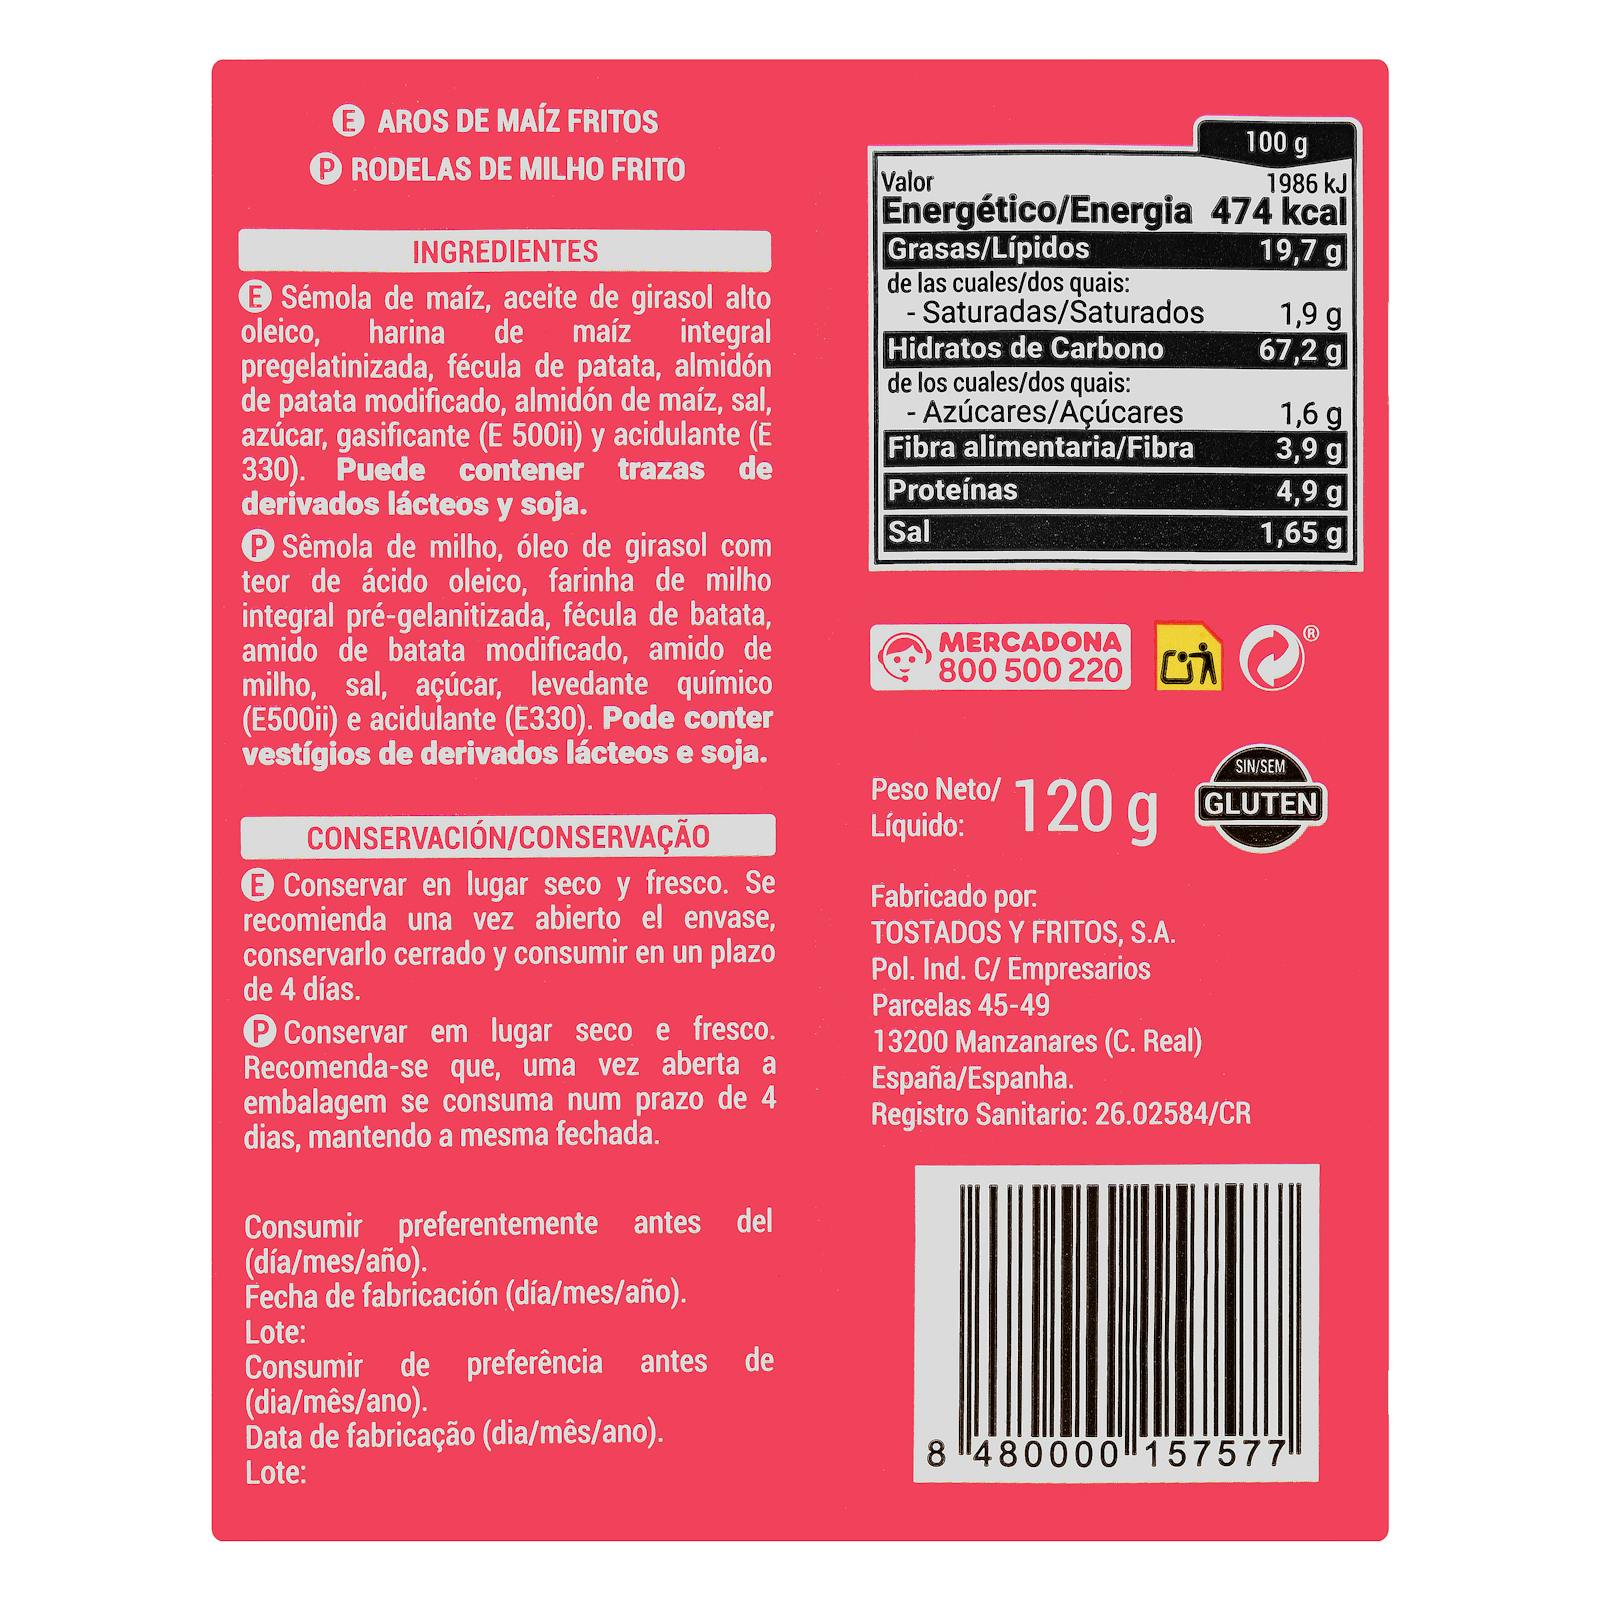 E AROS DE MAÍZ FRITOS
P RODELAS DE MILHO FRITO
INGREDIENTES
E Sémola de maíz, aceite de girasol alto
oleico, harina de maíz integral
pregelatinizada, fécula de patata, almidón
de patata modificado, almidón de maíz, sal,
azúcar, gasificante (E 500ii) y acidulante (E
330). Puede contener trazas de
derivados lácteos y soja.
P Sêmola de milho, óleo de girasol com
teor de ácido oleico, farinha de milho
integral pré-gelanitizada, fécula de batata,
amido de batata modificado, amido de
milho, sal, açúcar, levedante químico
(E500ii) e acidulante (E330). Pode conter
vestígios de derivados lácteos e soja.
CONSERVACIÓN/CONSERVAÇÃO
E Conservar en lugar seco y fresco. Se
recomienda una vez abierto el envase,
conservarlo cerrado y consumir en un plazo
de 4 días.
P Conservar em lugar seco e fresco.
Recomenda-se que, uma vez aberta a
embalagem se consuma num prazo de 4
dias, mantendo a mesma fechada.
Consumir preferentemente antes del
(día/mes/año).
Fecha de fabricación (día/mes/año).
Lote:
Consumir de preferência antes de
(dia/mês/ano).
Data de fabricação (dia/mês/ano).
Lote:
100 g
Valor 1986 kJ
Energético/Energia 474 kcal
Grasas/Lípidos 19,7 g
de las cuales/dos quais:
- Saturadas/Saturados 1,9 g
Hidratos de Carbono 67,2 g
de los cuales/dos quais:
- Azúcares/Açúcares 1,6 g
Fibra alimentaria/Fibra 3,9 g
Proteínas 4,9 g
Sal 1,65 g
MERCADONA
800 500 220
®
Peso Neto/
Líquido: 120 g
SIN/SEM
GLUTEN
Fabricado por:
TOSTADOS Y FRITOS, S.A.
Pol. Ind. C/ Empresarios
Parcelas 45-49
13200 Manzanares (C. Real)
España/Espanha.
Registro Sanitario: 26.02584/CR
8 480000 157577